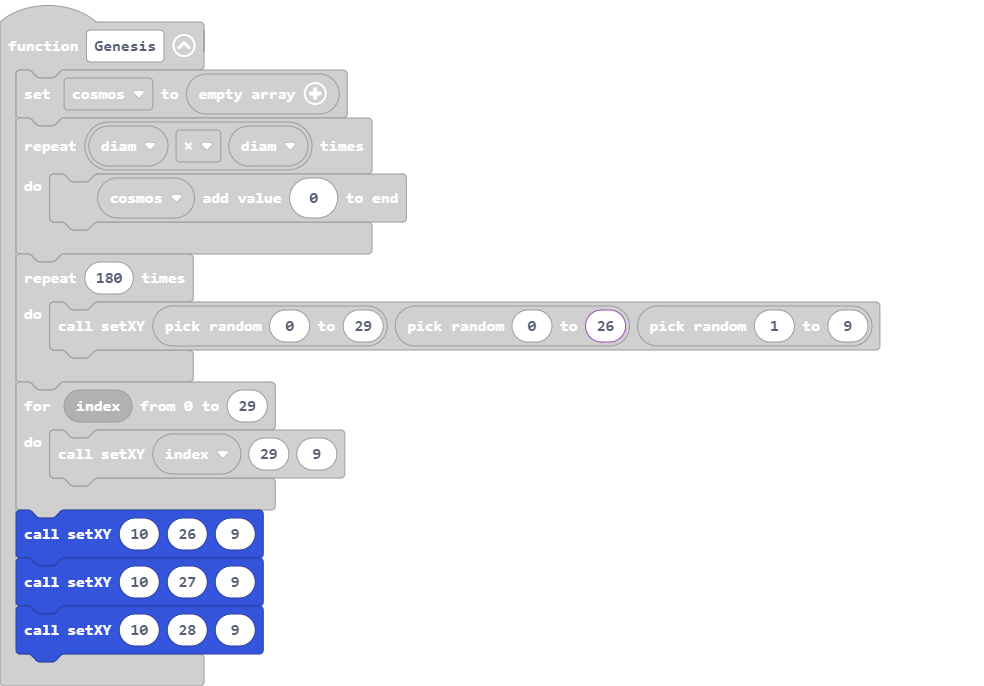 function Genesis
set cosmos to empty array
repeat diam × diam times
do cosmos add value 0 to end
repeat 180 times
do call setXY pick random 0 to 29 pick random 0 to 26 pick random 1 to 9
for index from 0 to 29
do call setXY index 29 9
call setXY 10 26 9
call setXY 10 27 9
call setXY 10 28 9